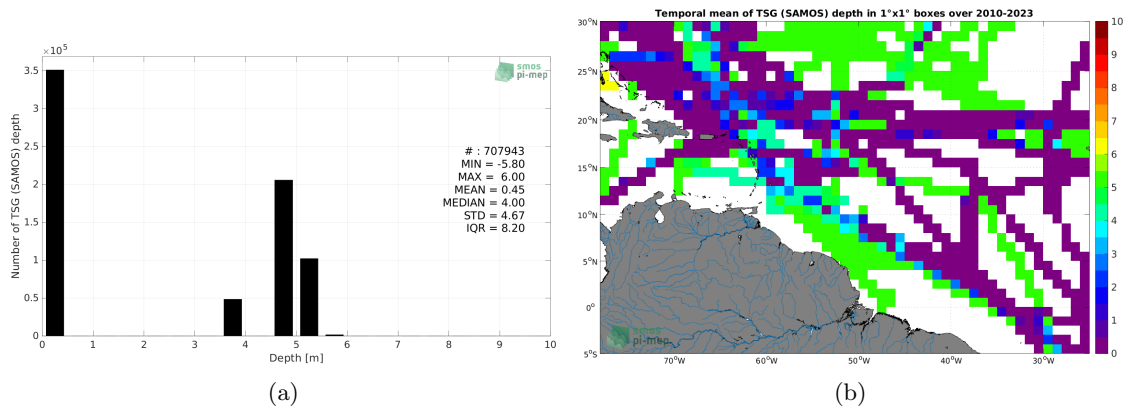 ×10⁵
3.5
3
2.5
2
1.5
1
0.5
0
Number of TSG (SAMOS) depth
smos
pi-mep
# : 707943
MIN = -5.80
MAX = 6.00
MEAN = 0.45
MEDIAN = 4.00
STD = 4.67
IQR = 8.20
0 1 2 3 4 5 6 7 8 9 10
Depth [m]
(a)
Temporal mean of TSG (SAMOS) depth in 1°x1° boxes over 2010-2023
30°N
25°N
20°N
15°N
10°N
5°N
0°
5°S
smos
pi-mep
70°W 60°W 50°W 40°W 30°W
10
9
8
7
6
5
4
3
2
1
0
(b)